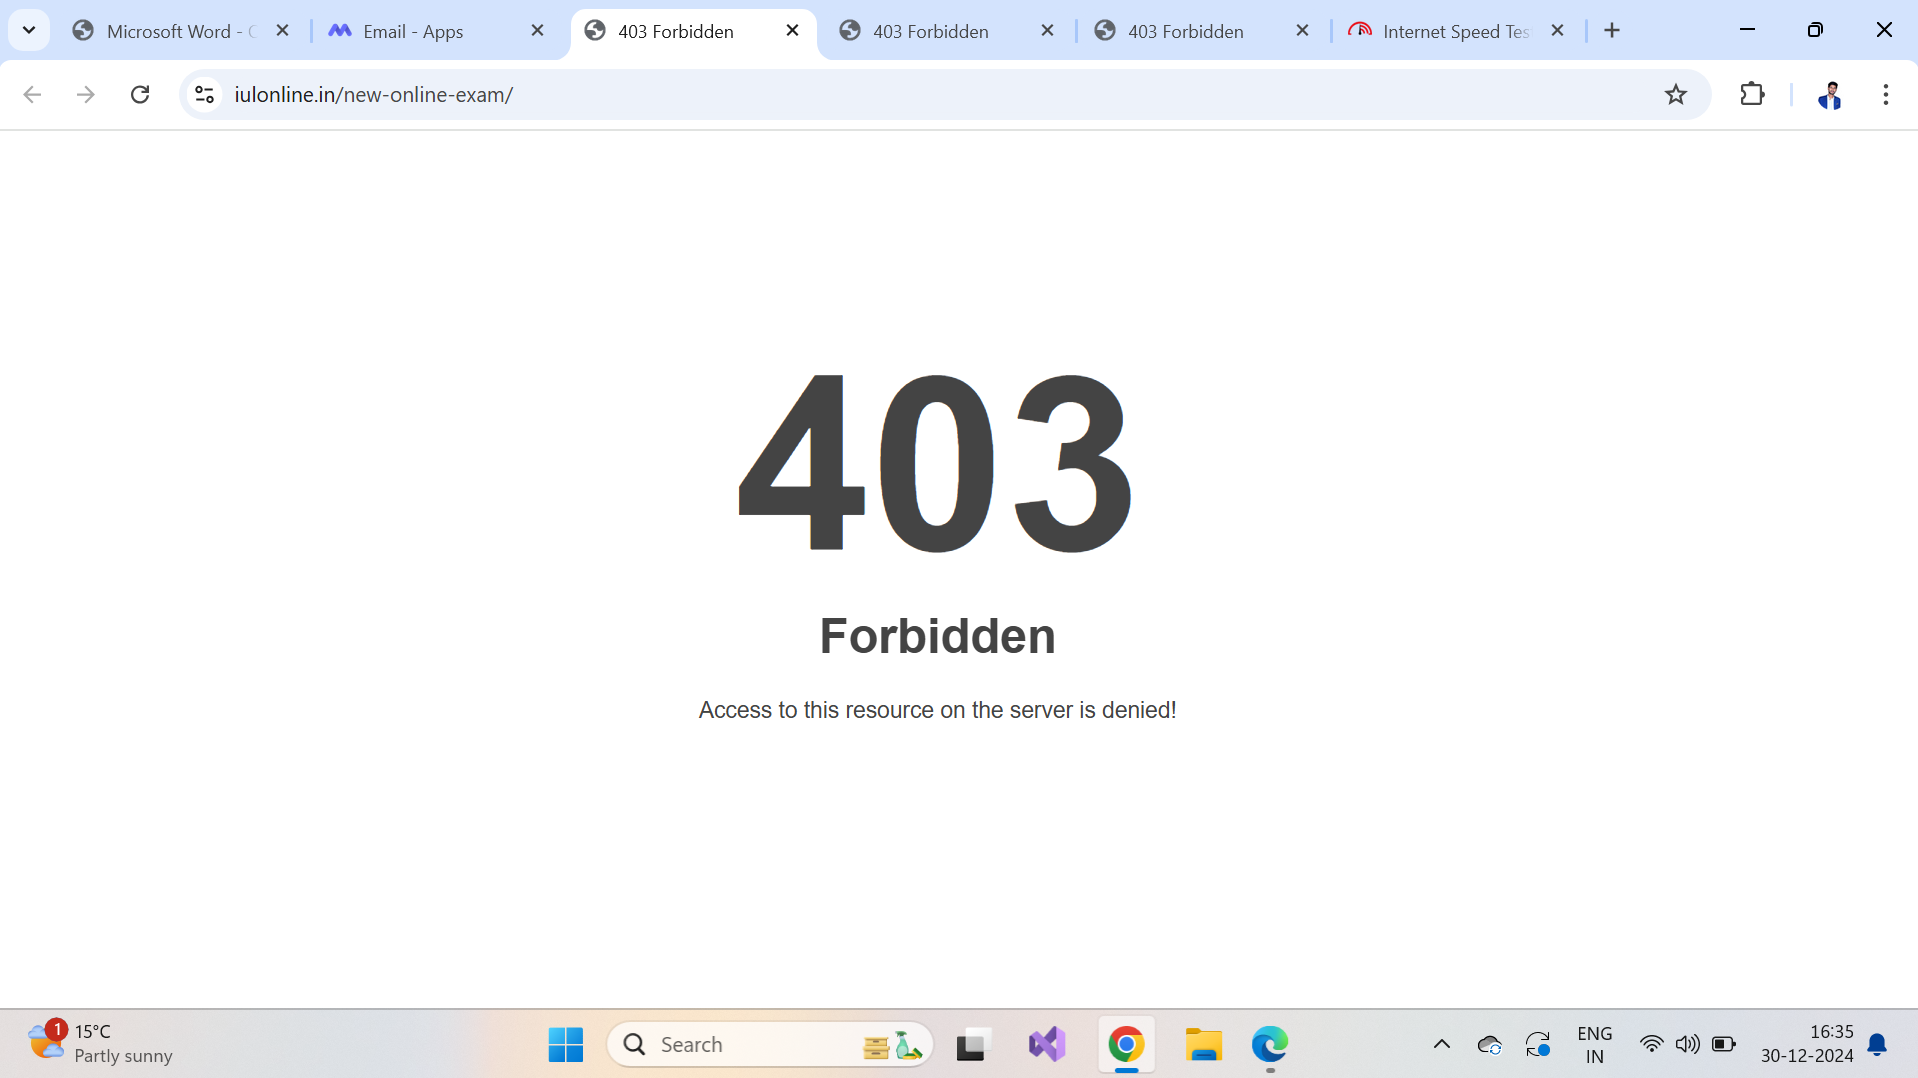 Microsoft Word -
Email - Apps
403 Forbidden
403 Forbidden
403 Forbidden
Internet Speed Tes
iulonline.in/new-online-exam/
403
Forbidden
Access to this resource on the server is denied!
1
15°C
Partly sunny
Search
ENG
IN
16:35
30-12-2024